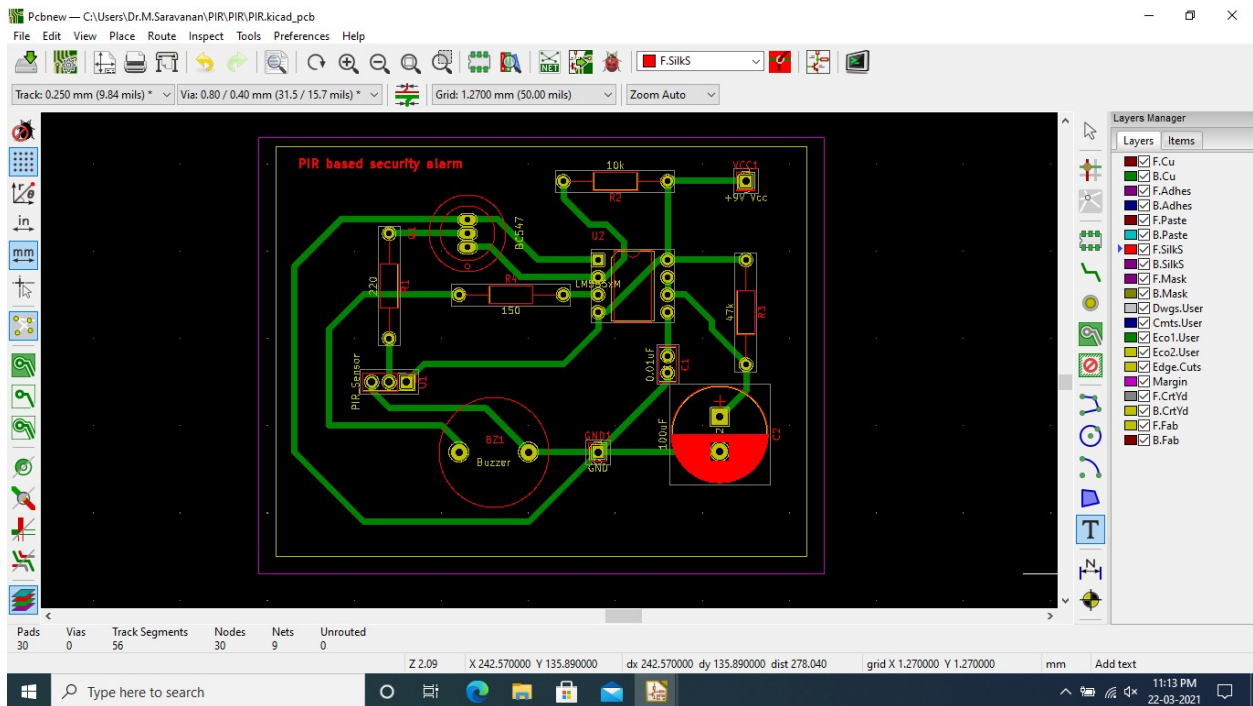 Pcbnew — C:\Users\Dr.M.Saravanan\PIR\PIR\PIR.kicad_pcb
File Edit View Place Route Inspect Tools Preferences Help
F.SilkS
Track: 0.250 mm (9.84 mils) * Via: 0.80 / 0.40 mm (31.5 / 15.7 mils) * Grid: 1.2700 mm (50.00 mils) Zoom Auto
in
mm
PIR based security alarm
10k
R2
VCC1
+9V Vcc
Q1
BC547
U2
220
R1
R4
150
47k
R3
0.01uF
C1
PIR_Sensor
U1
BZ1
Buzzer
GND1
GND
100uF
C2
Layers Manager
Layers Items
F.Cu
B.Cu
F.Adhes
B.Adhes
F.Paste
B.Paste
F.SilkS
B.SilkS
F.Mask
B.Mask
Dwgs.User
Cmts.User
Eco1.User
Eco2.User
Edge.Cuts
Margin
F.CrtYd
B.CrtYd
F.Fab
B.Fab
Pads Vias Track Segments Nodes Nets Unrouted
30 0 56 30 9 0
Z 2.09 X 242.570000 Y 135.890000 dx 242.570000 dy 135.890000 dist 278.040 grid X 1.270000 Y 1.270000 mm Add text
Type here to search
11:13 PM
22-03-2021